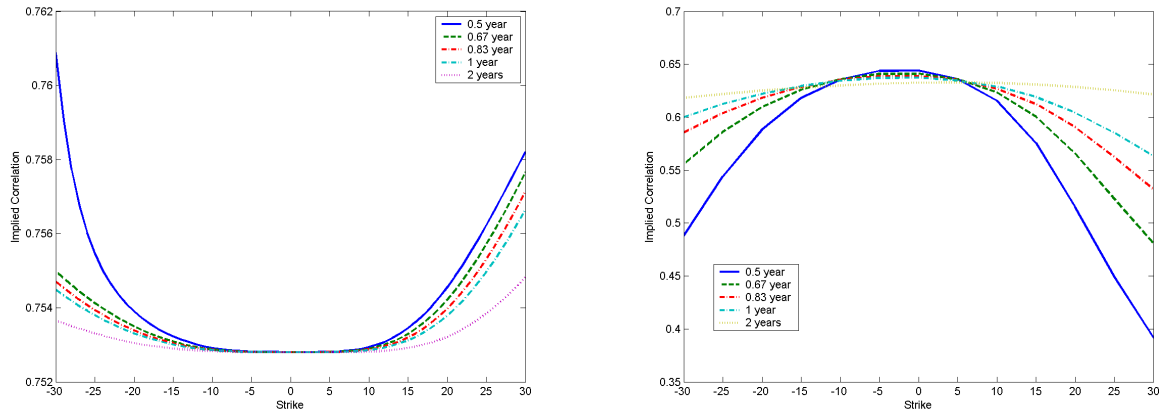 0.762
0.76
0.758
0.756
0.754
0.752
Implied Correlation
-30 -25 -20 -15 -10 -5 0 5 10 15 20 25 30
Strike
0.5 year
0.67 year
0.83 year
1 year
2 years
0.7
0.65
0.6
0.55
0.5
0.45
0.4
0.35
Implied Correlation
-30 -25 -20 -15 -10 -5 0 5 10 15 20 25 30
Strike
0.5 year
0.67 year
0.83 year
1 year
2 years